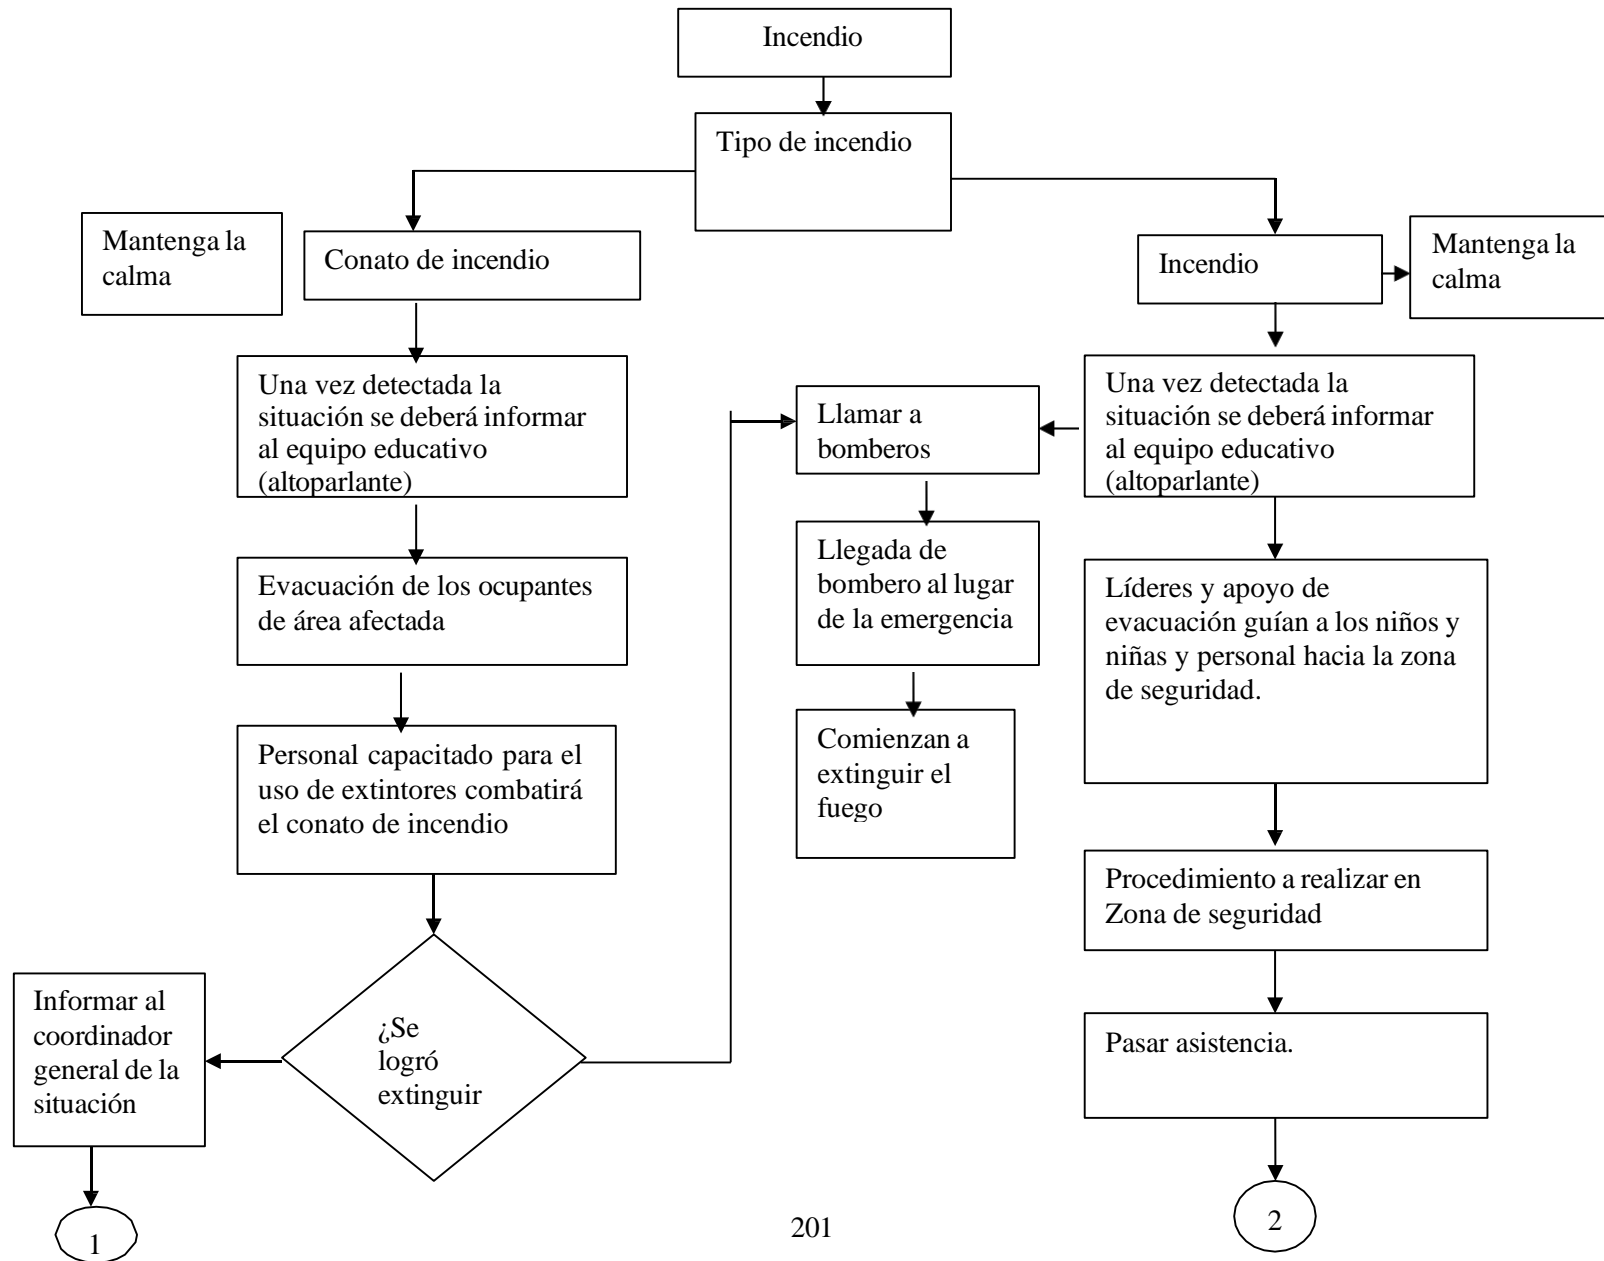 Incendio
Tipo de incendio
Mantenga la
calma
Conato de incendio
Incendio
Mantenga la
calma
Una vez detectada la
situación se deberá informar
al equipo educativo
(altoparlante)
Llamar a
bomberos
Una vez detectada la
situación se deberá informar
al equipo educativo
(altoparlante)
Evacuación de los ocupantes
de área afectada
Llegada de
bombero al lugar
de la emergencia
Líderes y apoyo de
evacuación guían a los niños y
niñas y personal hacia la zona
de seguridad.
Personal capacitado para el
uso de extintores combatirá
el conato de incendio
Comienzan a
extinguir el
fuego
Procedimiento a realizar en
Zona de seguridad
Informar al
coordinador
general de la
situación
¿Se
logró
extinguir
Pasar asistencia.
1
201
2